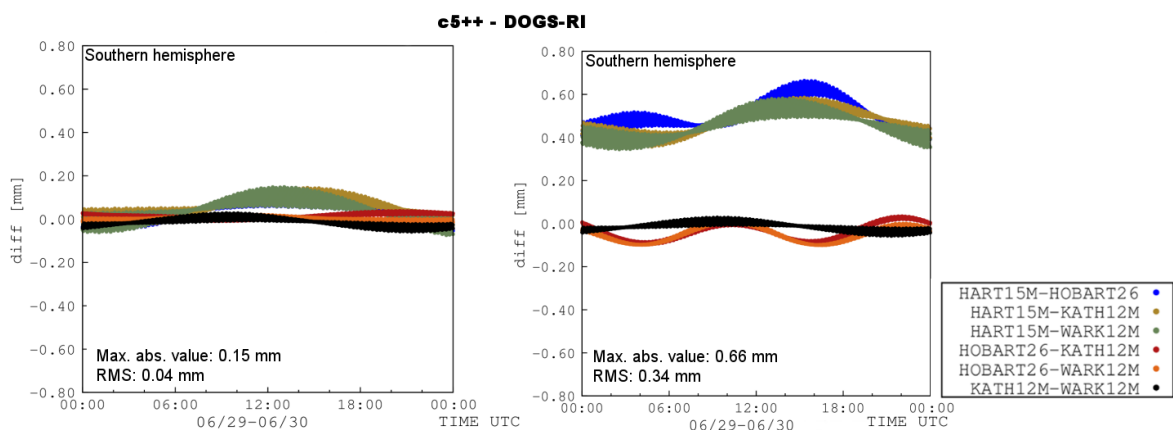 c5++ - DOGS-RI
Southern hemisphere
0.80
0.60
0.40
0.20
0.00
-0.20
-0.40
-0.60
-0.80
diff [mm]
Max. abs. value: 0.15 mm
RMS: 0.04 mm
00:00 06:00 12:00 18:00 00:00
06/29-06/30 TIME UTC
Southern hemisphere
0.80
0.60
0.40
0.20
0.00
-0.20
-0.40
-0.60
-0.80
diff [mm]
Max. abs. value: 0.66 mm
RMS: 0.34 mm
00:00 06:00 12:00 18:00 00:00
06/29-06/30 TIME UTC
HART15M-HOBART26
HART15M-KATH12M
HART15M-WARK12M
HOBART26-KATH12M
HOBART26-WARK12M
KATH12M-WARK12M